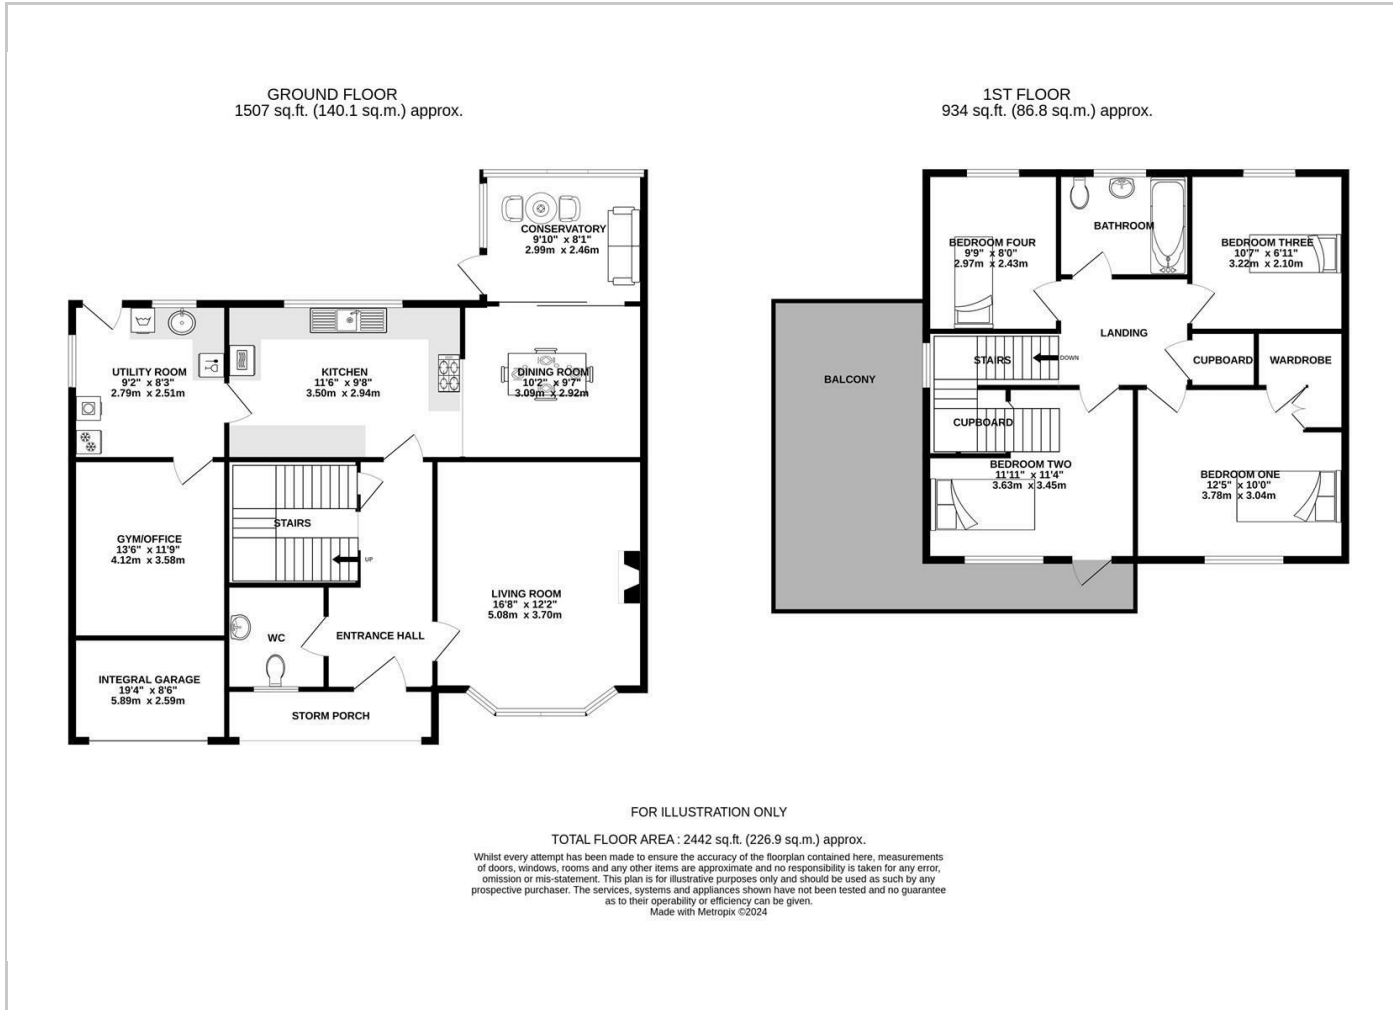 GROUND FLOOR
1507 sq.ft. (140.1 sq.m.) approx.
CONSERVATORY
9'10" x 8'1"
2.99m x 2.46m
UTILITY ROOM
9'2" x 8'3"
2.79m x 2.51m
KITCHEN
11'6" x 9'8"
3.50m x 2.94m
DINING ROOM
10'2" x 9'7"
3.09m x 2.92m
GYM/OFFICE
13'6" x 11'9"
4.12m x 3.58m
STAIRS
UP
LIVING ROOM
16'8" x 12'2"
5.08m x 3.70m
WC
ENTRANCE HALL
INTEGRAL GARAGE
19'4" x 8'6"
5.89m x 2.59m
STORM PORCH
1ST FLOOR
934 sq.ft. (86.8 sq.m.) approx.
BEDROOM FOUR
9'9" x 8'0"
2.97m x 2.43m
BATHROOM
BEDROOM THREE
10'7" x 6'11"
3.22m x 2.10m
LANDING
STAIRS
DOWN
CUPBOARD
WARDROBE
BALCONY
CUPBOARD
BEDROOM TWO
11'11" x 11'4"
3.63m x 3.45m
BEDROOM ONE
12'5" x 10'0"
3.78m x 3.04m
FOR ILLUSTRATION ONLY
TOTAL FLOOR AREA : 2442 sq.ft. (226.9 sq.m.) approx.
Whilst every attempt has been made to ensure the accuracy of the floorplan contained here, measurements
of doors, windows, rooms and any other items are approximate and no responsibility is taken for any error,
omission or mis-statement. This plan is for illustrative purposes only and should be used as such by any
prospective purchaser. The services, systems and appliances shown have not been tested and no guarantee
as to their operability or efficiency can be given.
Made with Metropix ©2024